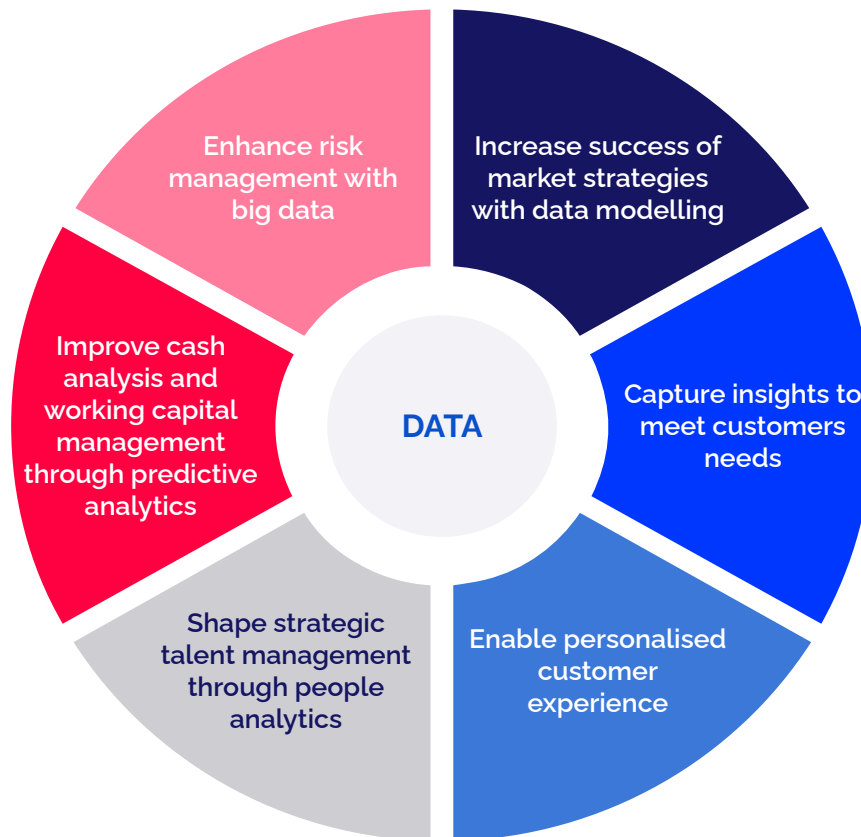 Enhance risk
management with
big data
Increase success of
market strategies
with data modelling
Improve cash
analysis and
working capital
management
through predictive
analytics
DATA
Capture insights to
meet customers
needs
Shape strategic
talent management
through people
analytics
Enable personalised
customer
experience